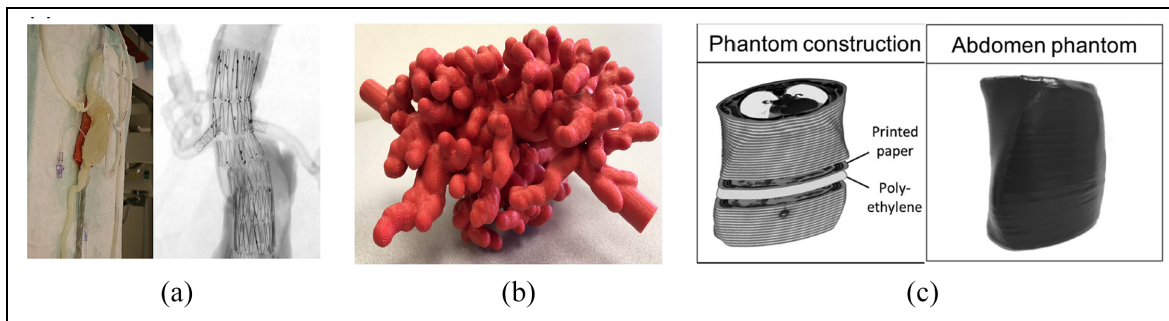 Phantom construction
Abdomen phantom
Printed
paper
Poly-
ethylene
(a)
(b)
(c)